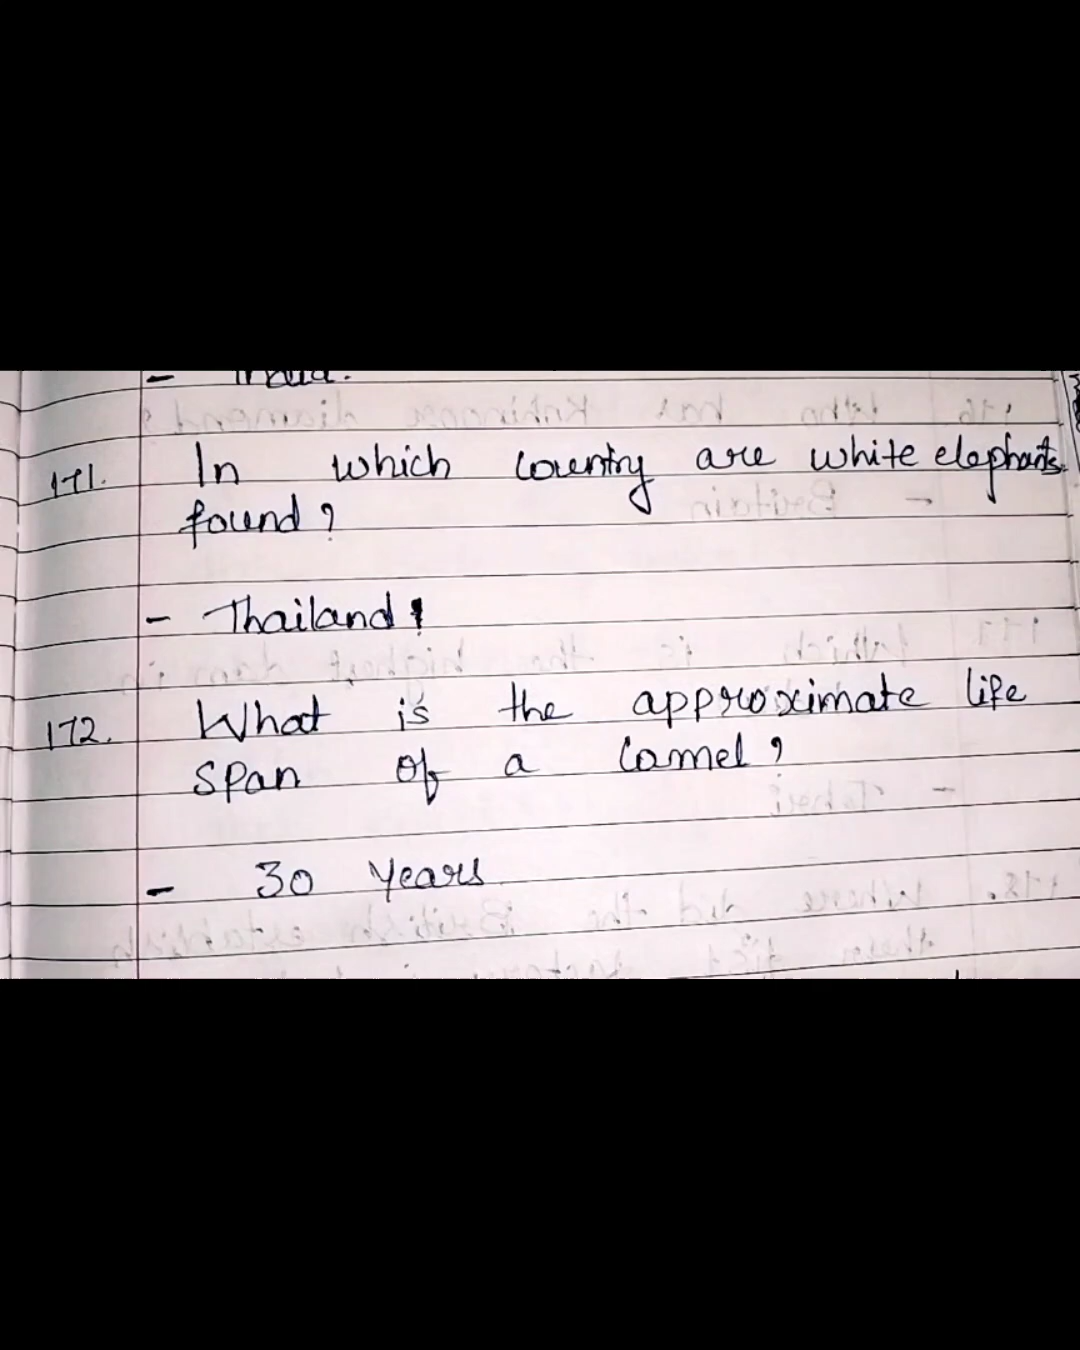 - India.
171. In which country are white elephants
found?
- Thailand!
172. What is the approximate life
span of a camel?
- 30 years